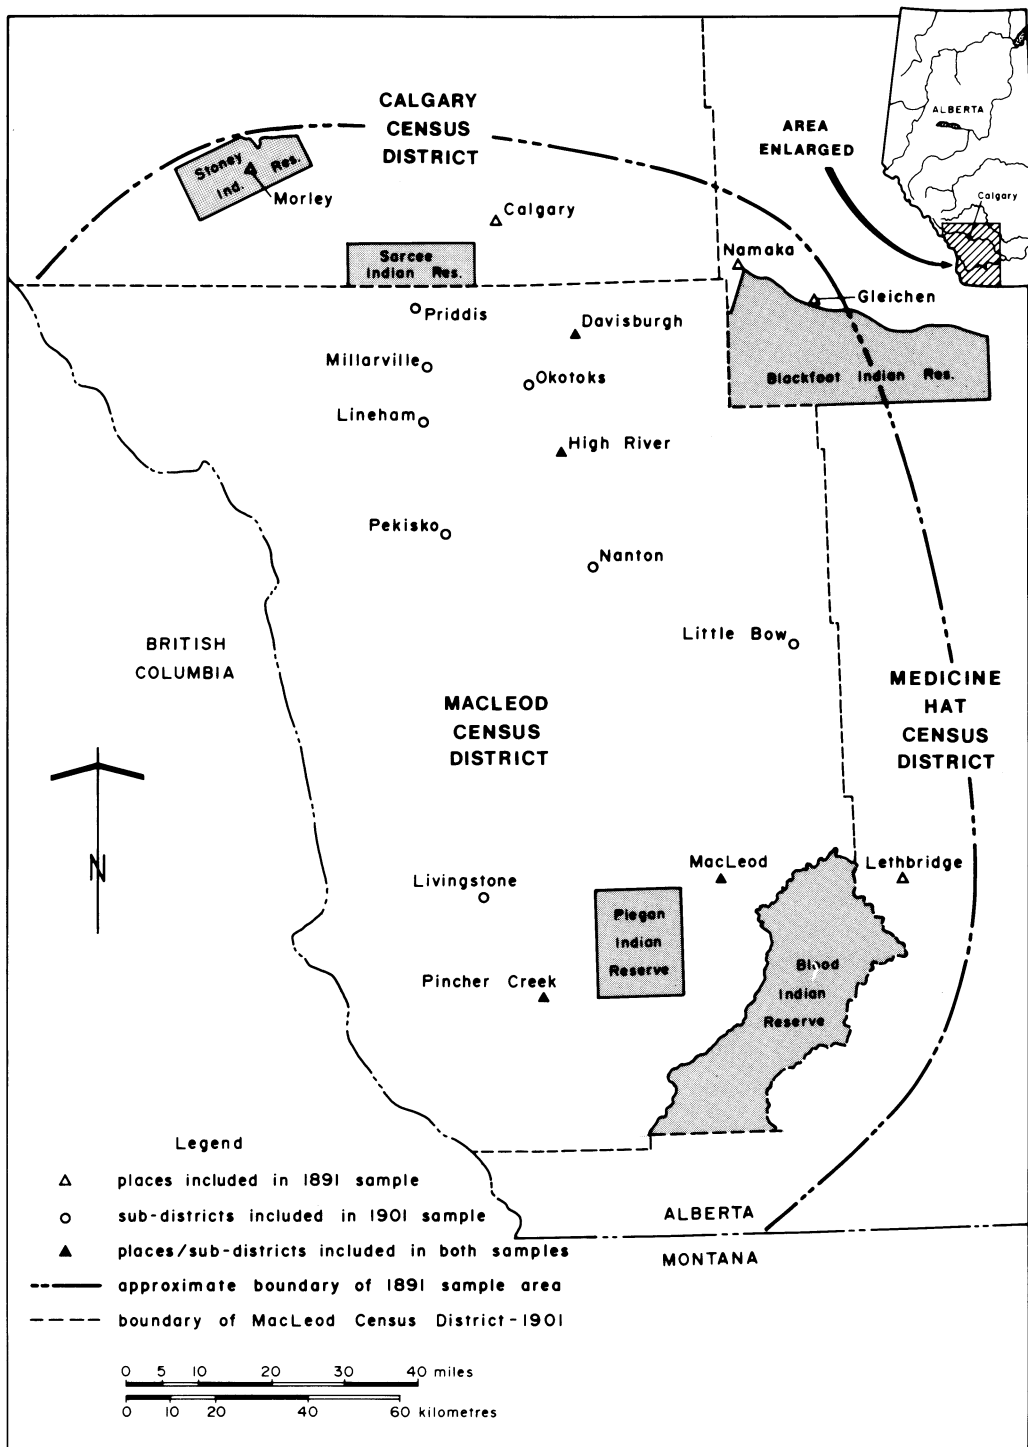 CALGARY
CENSUS
DISTRICT
AREA
ENLARGED
ALBERTA
Calgary
Stoney
Ind. Res.
Morley
Calgary
Sarcee
Indian Res.
Namaka
Gleichen
Priddis
Davisburgh
Millarville
Okotoks
Blackfoot Indian Res.
Lineham
High River
Pekisko
Nanton
Little Bow
BRITISH
COLUMBIA
MACLEOD
CENSUS
DISTRICT
MEDICINE
HAT
CENSUS
DISTRICT
N
MacLeod
Lethbridge
Livingstone
Piegan
Indian
Reserve
Pincher Creek
Blood
Indian
Reserve
Legend
places included in 1891 sample
sub-districts included in 1901 sample
places/sub-districts included in both samples
approximate boundary of 1891 sample area
boundary of MacLeod Census District-1901
ALBERTA
MONTANA
0 5 10 20 30 40 miles
0 10 20 40 60 kilometres